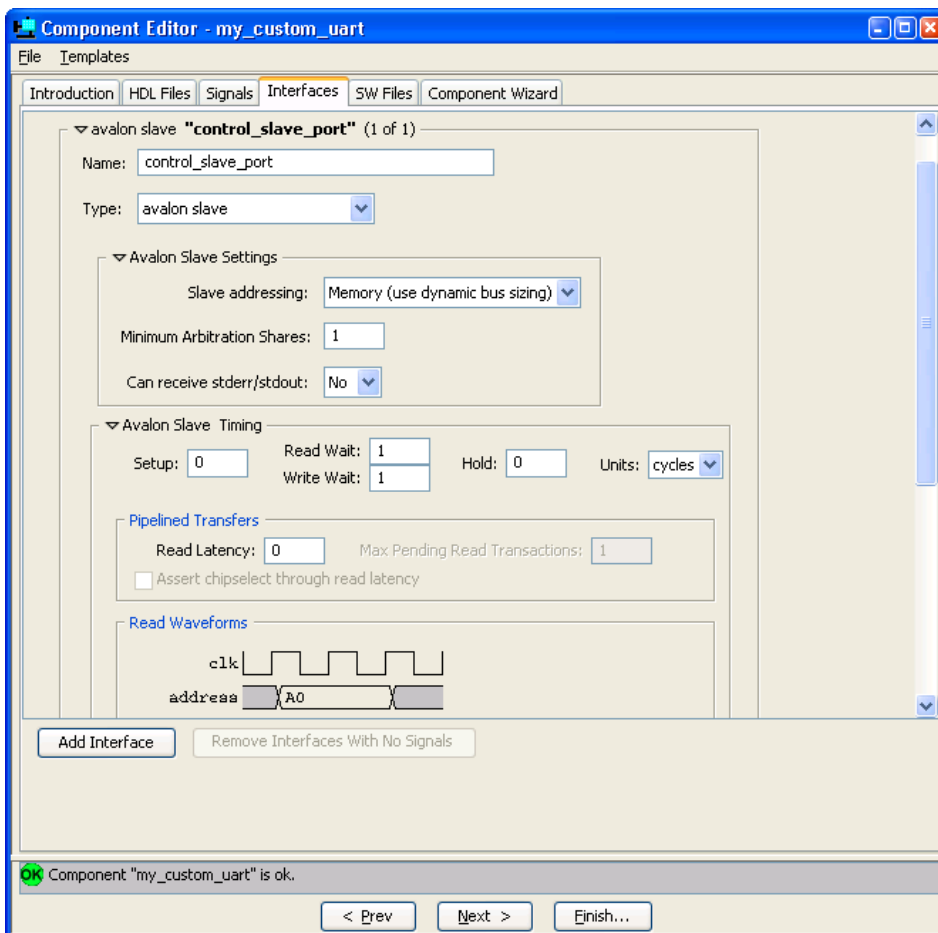 Component Editor - my_custom_uart
File Templates
Introduction HDL Files Signals Interfaces SW Files Component Wizard
avalon slave "control_slave_port" (1 of 1)
Name: control_slave_port
Type: avalon slave
Avalon Slave Settings
Slave addressing: Memory (use dynamic bus sizing)
Minimum Arbitration Shares: 1
Can receive stderr/stdout: No
Avalon Slave Timing
Setup: 0 Read Wait: 1 Hold: 0 Units: cycles
Write Wait: 1
Pipelined Transfers
Read Latency: 0 Max Pending Read Transactions: 1
Assert chipselect through read latency
Read Waveforms
clk
address A0
Add Interface Remove Interfaces With No Signals
OK Component "my_custom_uart" is ok.
< Prev Next > Finish...